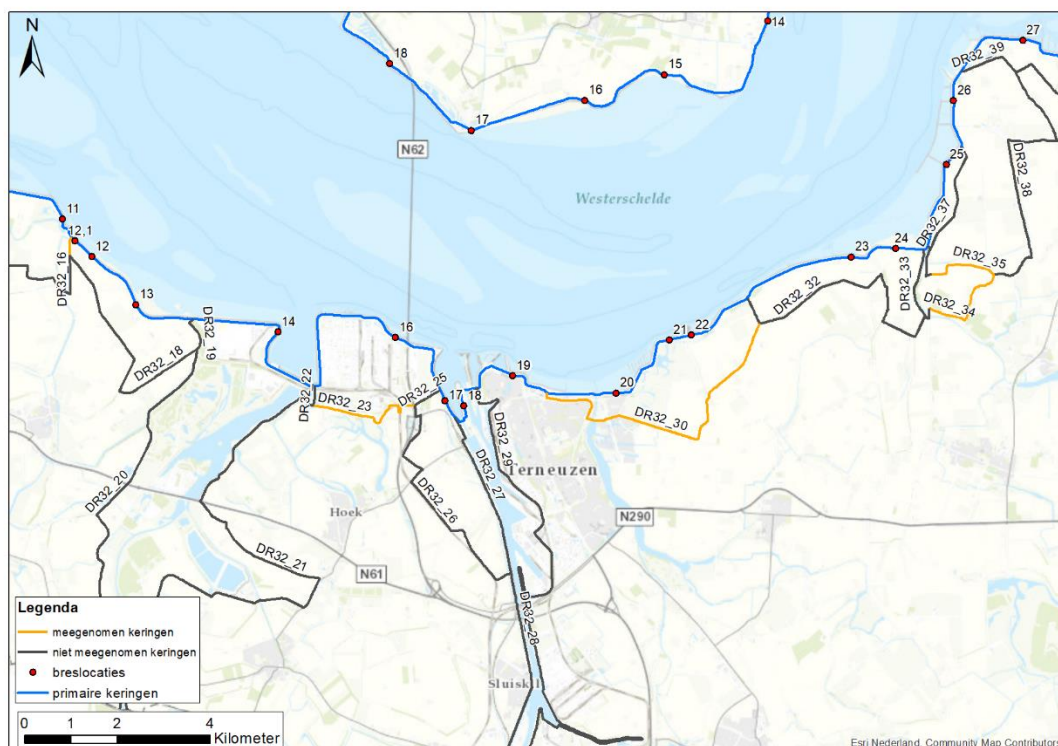 N
14
27
DR32_39
18
15
26
16
17
N62
25
DR32_38
Westerschelde
11
12,1
12
DR32_16
DR32_37
23
24
DR32_33
DR32_35
DR32_34
13
DR32_32
14
16
21
22
DR32_19
DR32_18
19
20
DR32_22
DR32_23
DR32_25
17
18
DR32_30
DR32_29
Terneuzen
DR32_27
DR32_20
DR32_26
Hoek
N290
DR32_21
N61
DR32_28
Sluiskil
Legenda
meegenomen keringen
niet meegenomen keringen
breslocaties
primaire keringen
0 1 2 4
Kilometer
Esri Nederland, Community Map Contributor